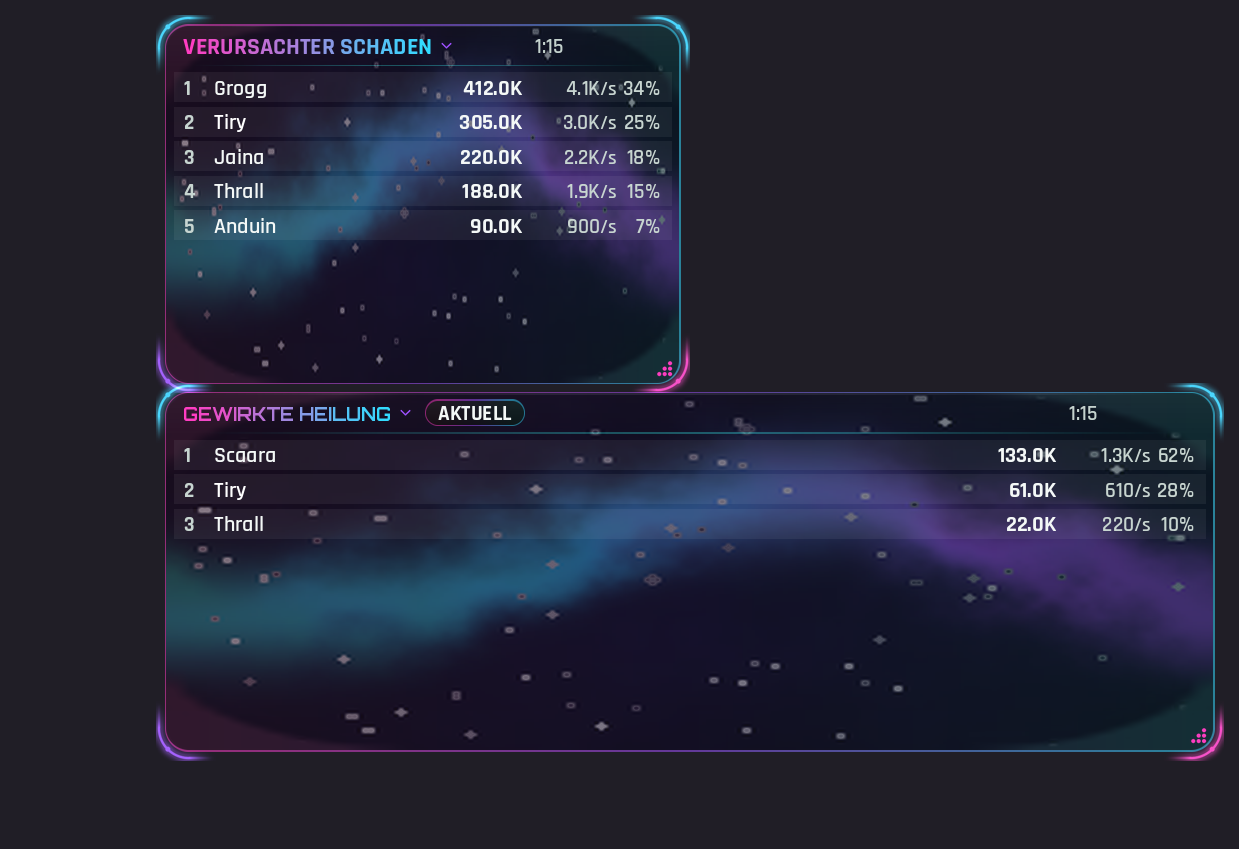 VERURSACHTER SCHADEN 1:15
1 Grogg 412.0K 4.1K/s 34%
2 Tiry 305.0K 3.0K/s 25%
3 Jaina 220.0K 2.2K/s 18%
4 Thrall 188.0K 1.9K/s 15%
5 Anduin 90.0K 900/s 7%
GEWIRKTE HEILUNG AKTUELL 1:15
1 Scaara 133.0K 1.3K/s 62%
2 Tiry 61.0K 610/s 28%
3 Thrall 22.0K 220/s 10%